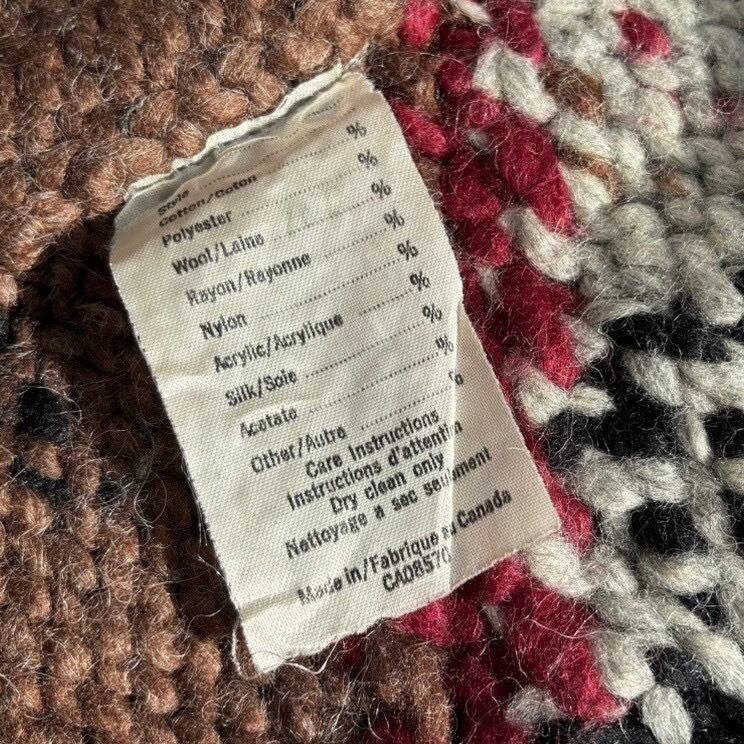 Style
Cotton/Coton ........ %
Polyester ........ %
Wool/Laine ........ %
Rayon/Rayonne ........ %
Nylon ........ %
Acrylic/Acrylique ........ %
Silk/Soie ........ %
Acetate ........ %
Other/Autre ........ %
Care Instructions
Instructions d'attention
Dry clean only
Nettoyage a sec seulement
Made in/Fabrique au Canada
CA08570